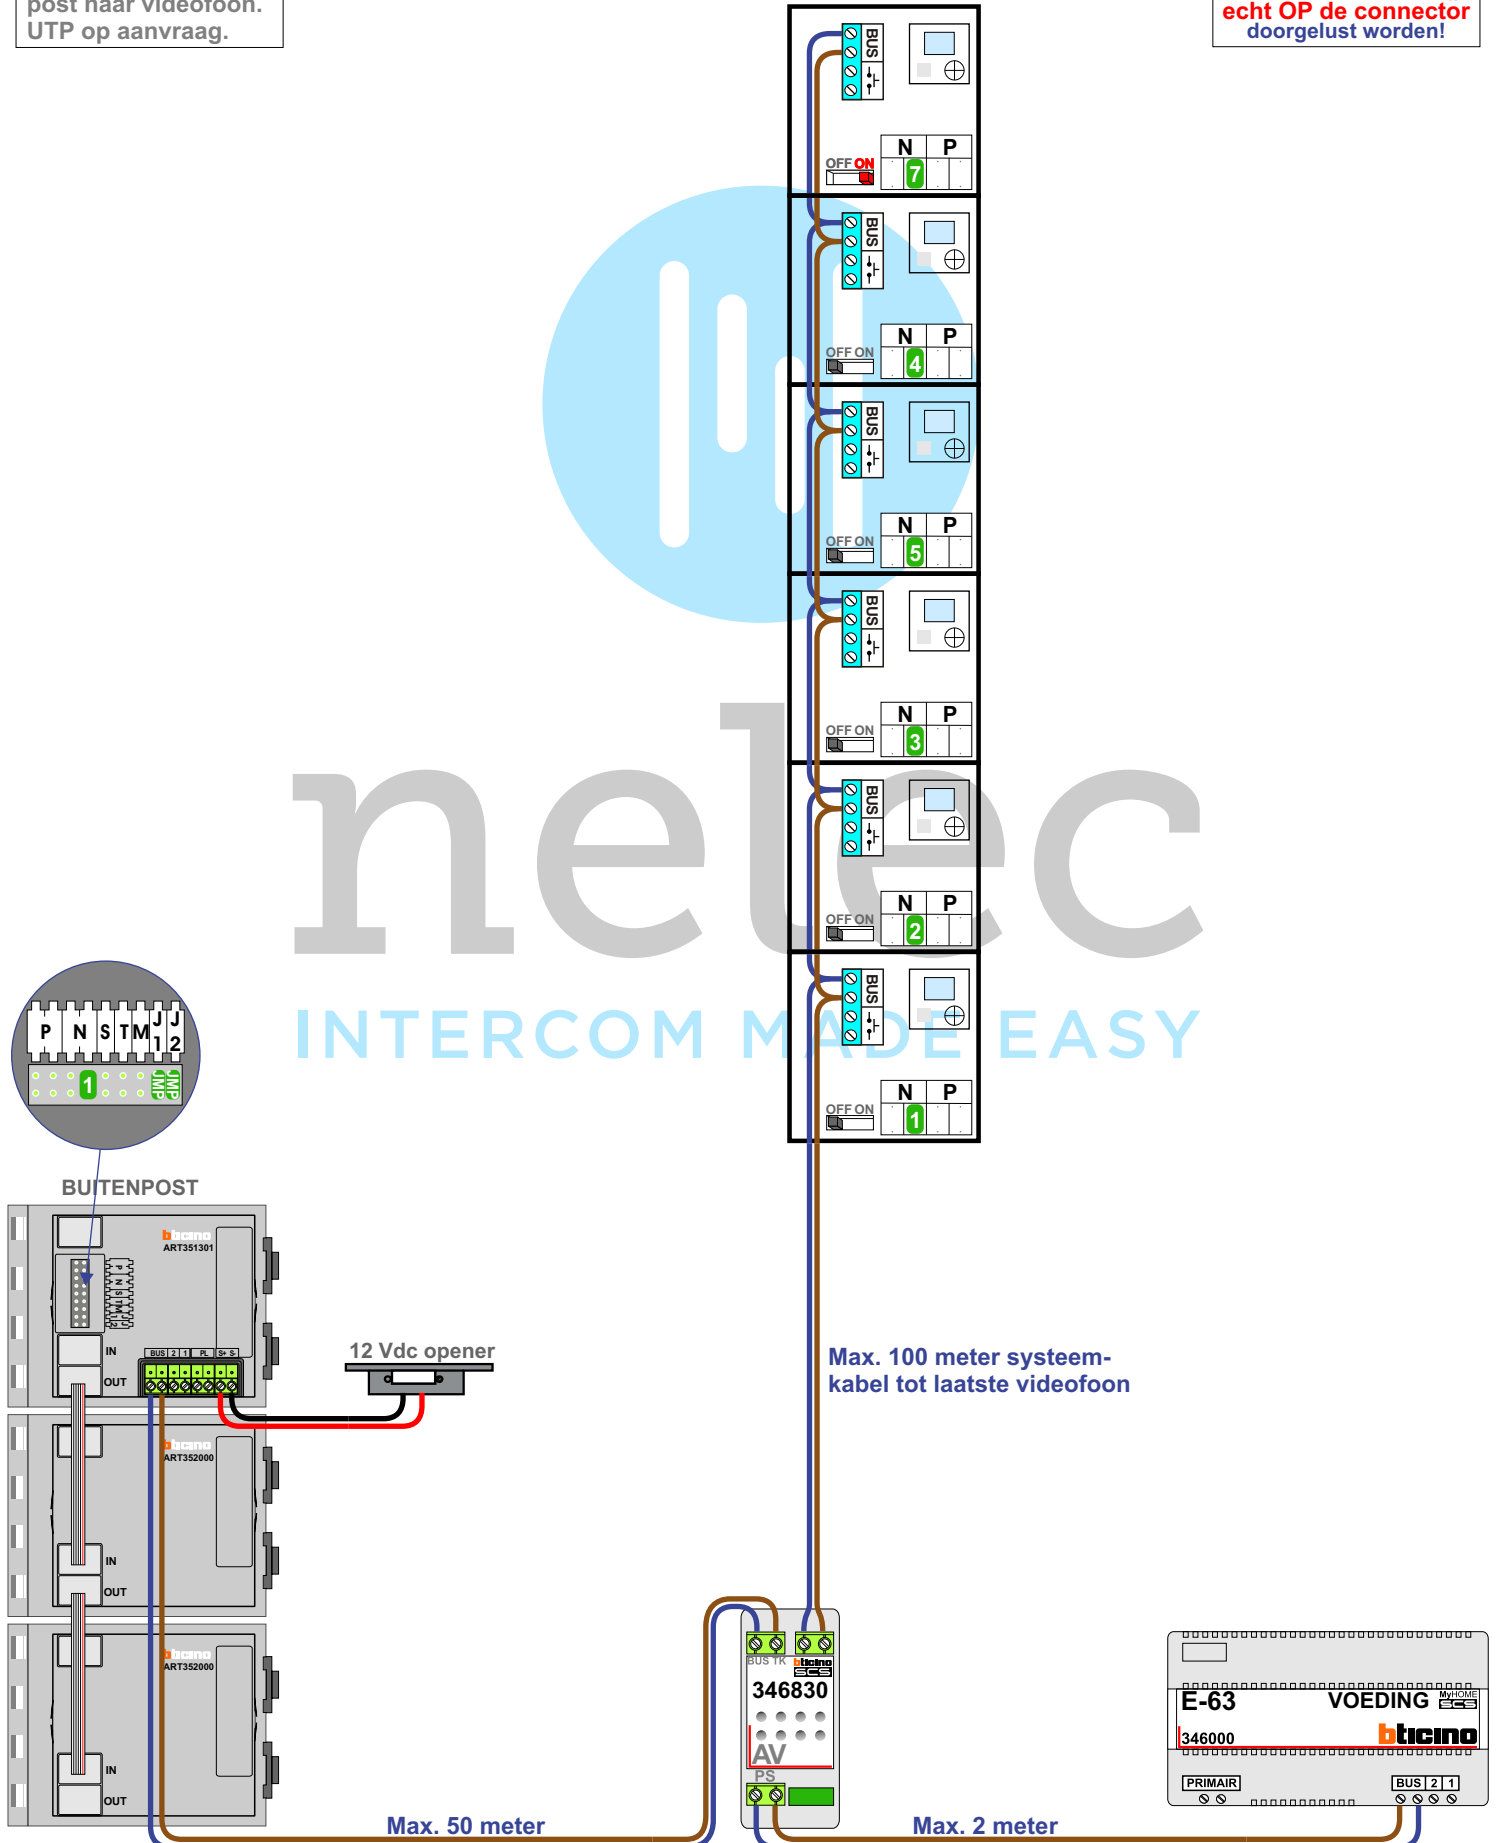 post naar videofoon.
UTP op aanvraag.
echt OP de connector
doorgelust worden!
BUS
N P
OFF ON
7
BUS
N P
OFF ON
4
BUS
N P
OFF ON
5
BUS
N P
OFF ON
3
BUS
N P
OFF ON
2
BUS
N P
OFF ON
1
nelec
INTERCOM MADE EASY
P N S T M J1 J2
1 JMP JMP
BUITENPOST
bticino
ART351301
P N S T M J1 J2
IN
OUT
BUS 2 1 PL S+ S-
12 Vdc opener
Max. 100 meter systeem-
kabel tot laatste videofoon
bticino
ART352000
IN
OUT
bticino
ART352000
IN
OUT
BUS TK bticino
SCS
346830
AV
PS
E-63 VOEDING MyHOME
SCS
346000 bticino
PRIMAIR BUS 2 1
Max. 50 meter
Max. 2 meter